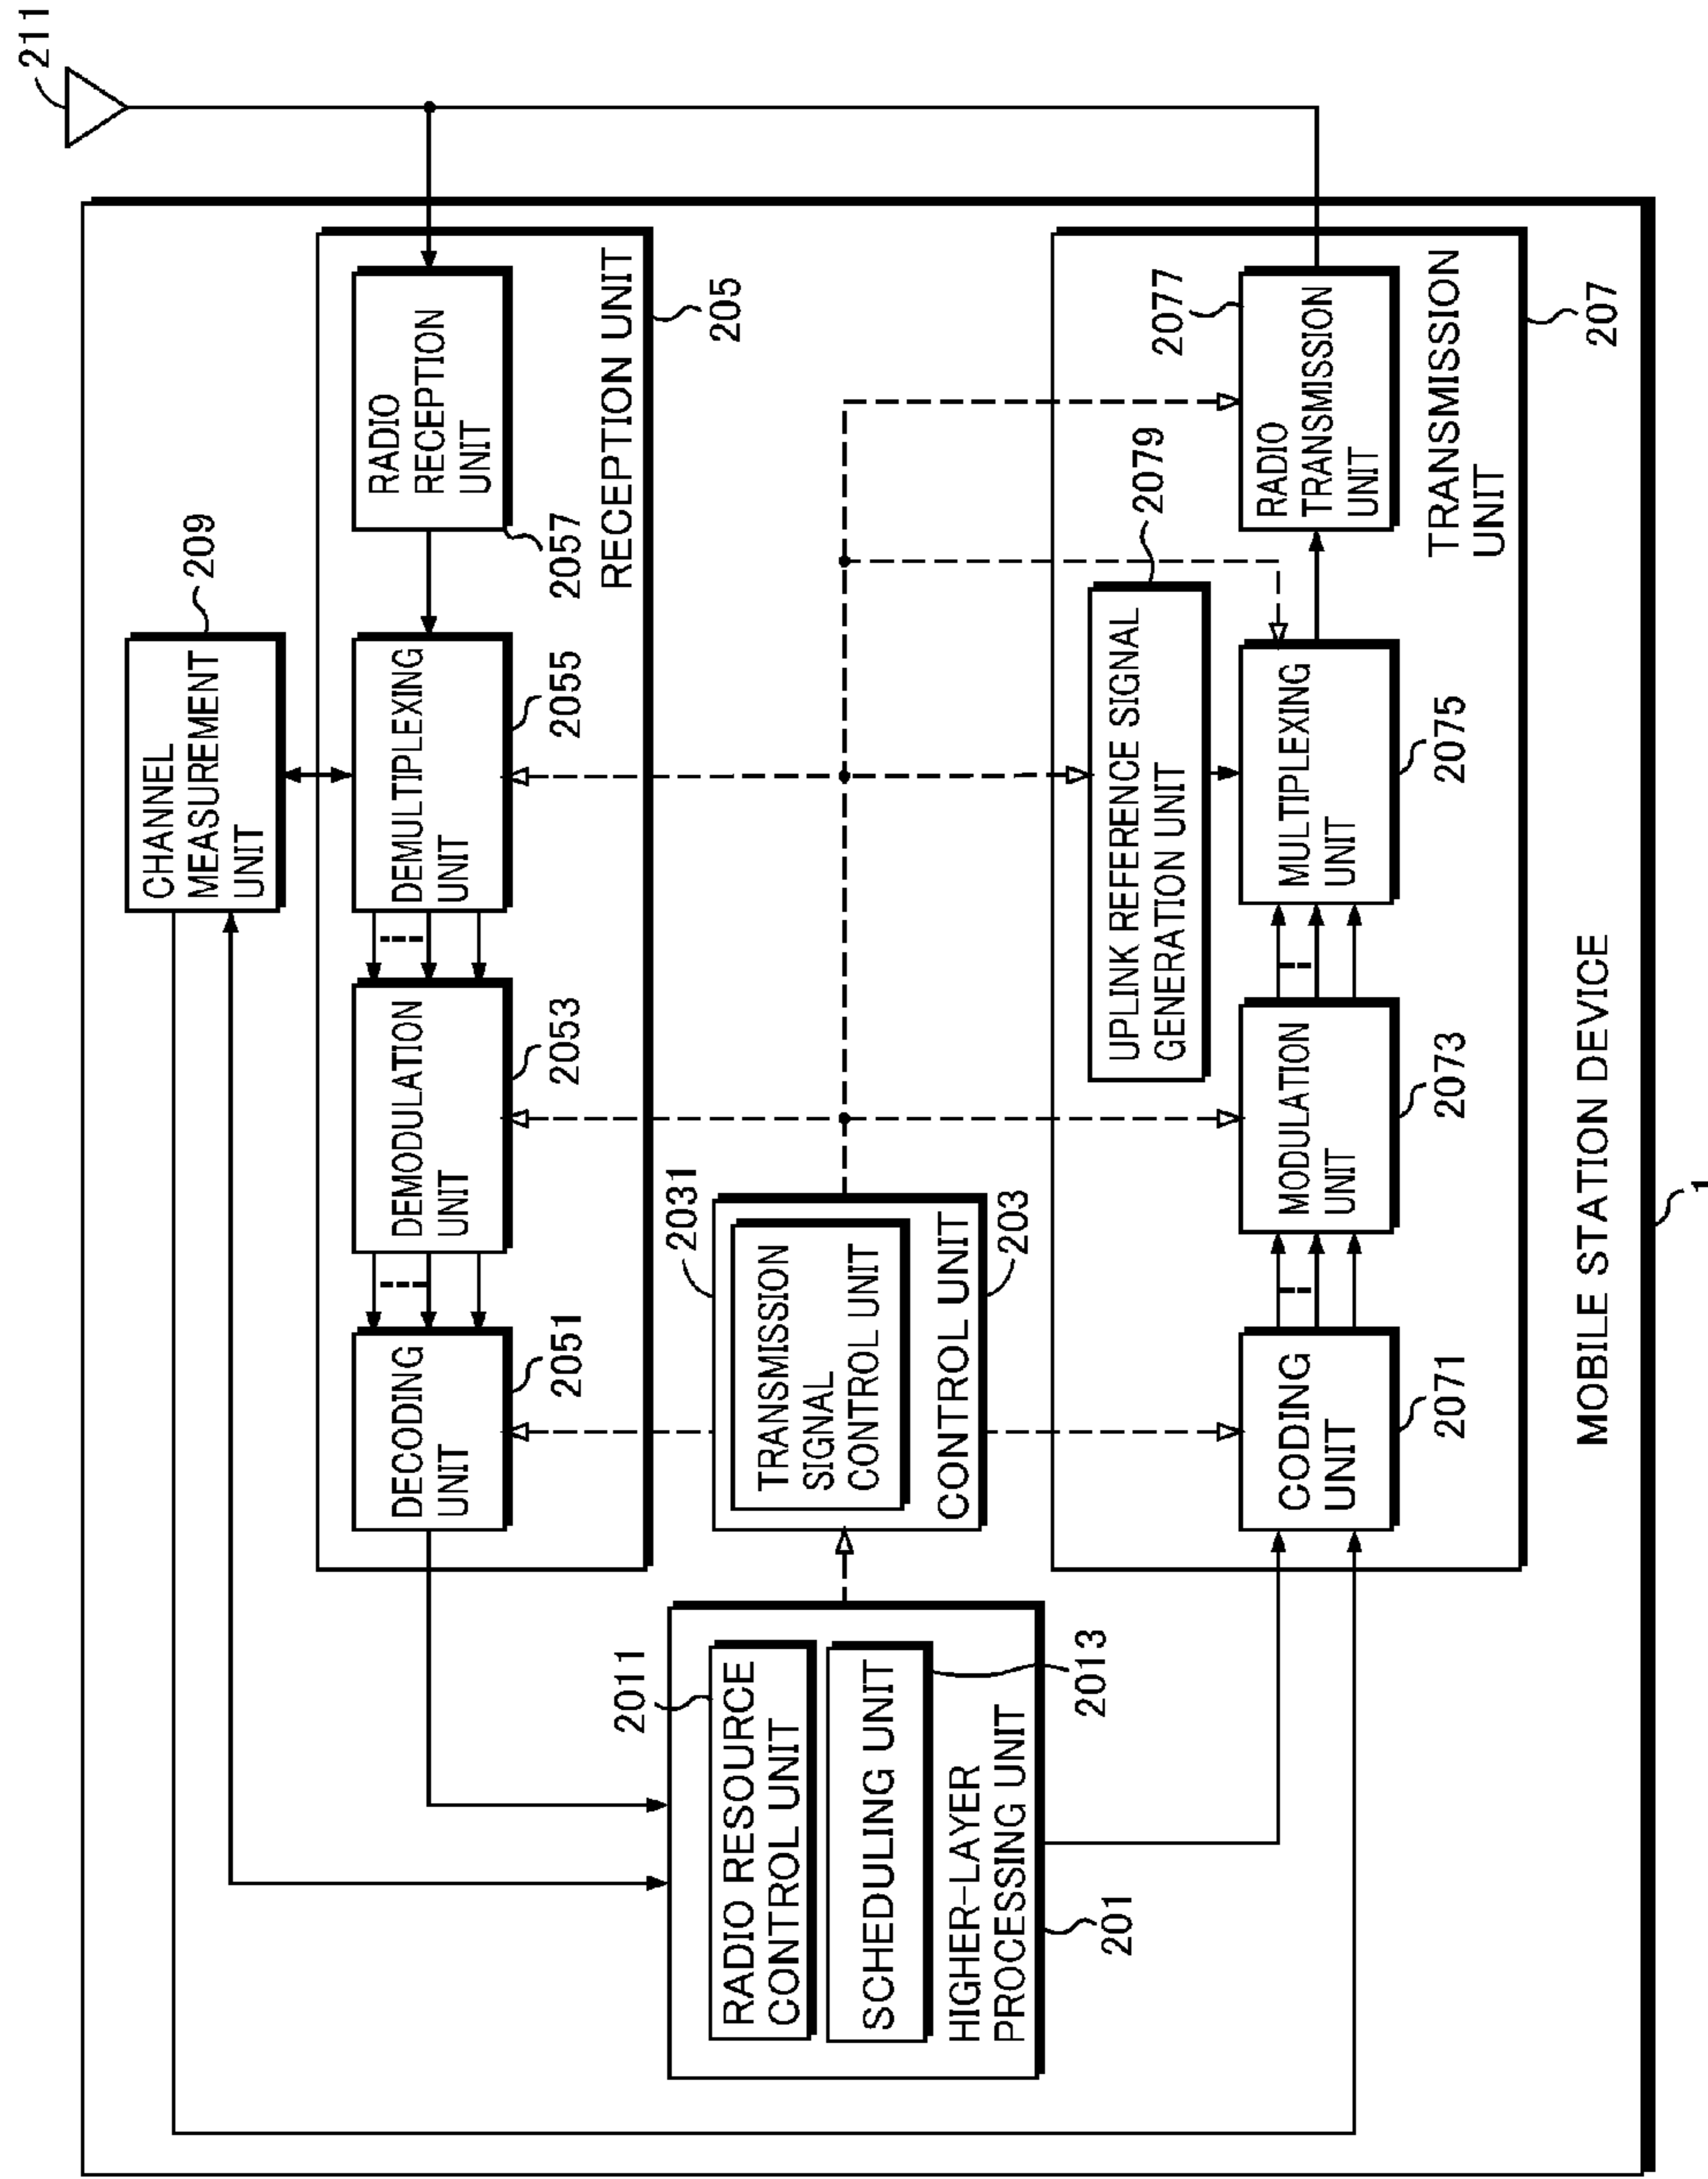 211
CHANNEL
MEASUREMENT
UNIT
209
DECODING
UNIT
2051
DEMODULATION
UNIT
2053
DEMULTIPLEXING
UNIT
2055
RADIO
RECEPTION
UNIT
2057
RECEPTION UNIT
205
RADIO RESOURCE
CONTROL UNIT
2011
SCHEDULING UNIT
2013
HIGHER-LAYER
PROCESSING UNIT
201
TRANSMISSION
SIGNAL
CONTROL UNIT
2031
CONTROL UNIT
203
UPLINK REFERENCE SIGNAL
GENERATION UNIT
2079
CODING
UNIT
2071
MODULATION
UNIT
2073
MULTIPLEXING
UNIT
2075
RADIO
TRANSMISSION
UNIT
2077
TRANSMISSION
UNIT
207
MOBILE STATION DEVICE
1